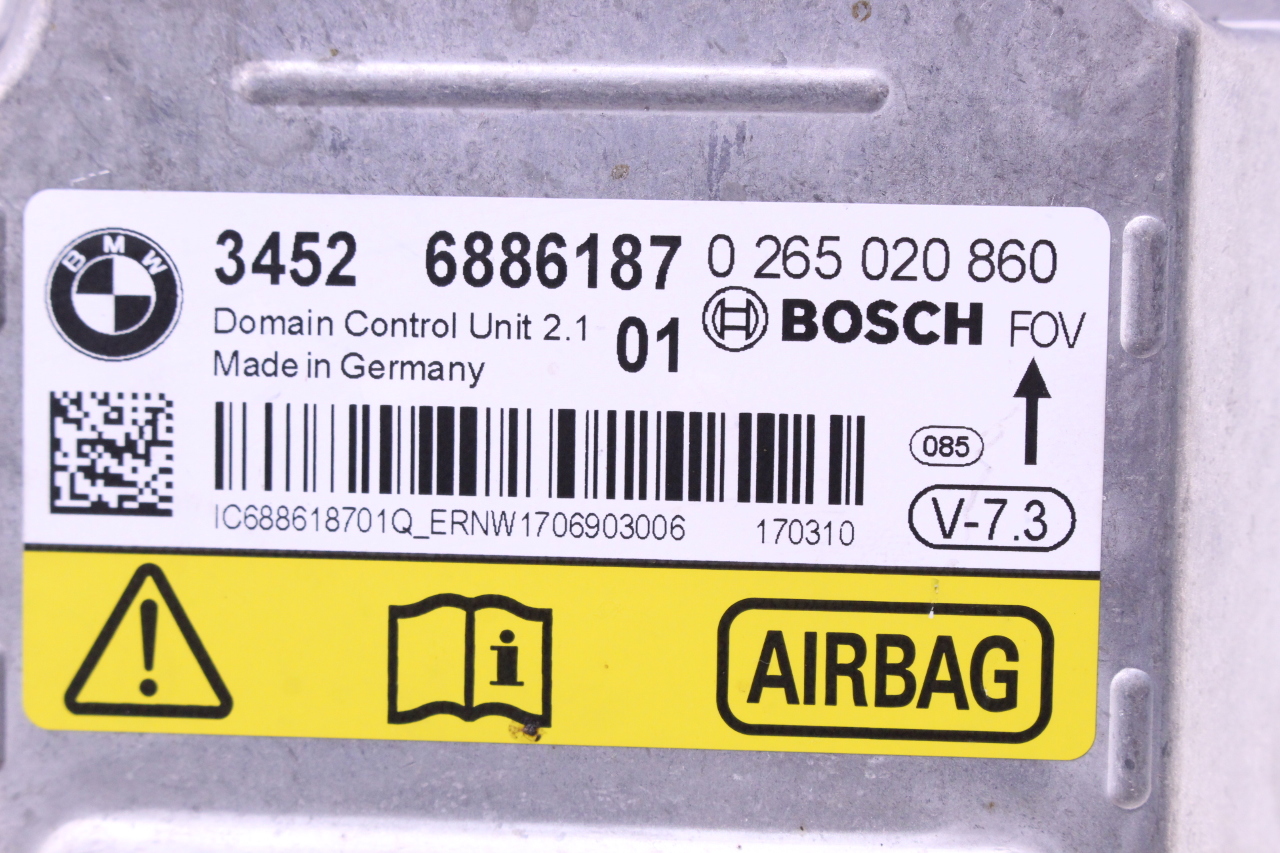 BMW
3452 6886187 0 265 020 860
Domain Control Unit 2.1 01 BOSCH FOV
Made in Germany
085
V-7.3
IC688618701Q_ERNW1706903006 170310
i
AIRBAG